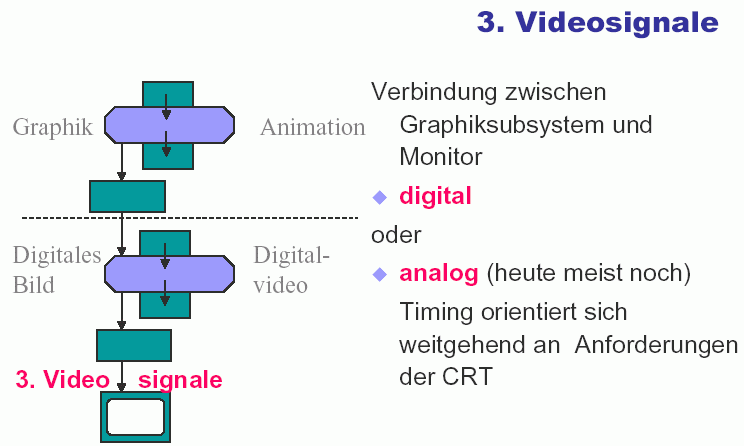 3. Videosignale
Graphik
Animation
Digitales
Bild
Digital-
video
3. Video signale
Verbindung zwischen
Graphiksubsystem und
Monitor
digital
oder
analog (heute meist noch)
Timing orientiert sich
weitgehend an Anforderungen
der CRT